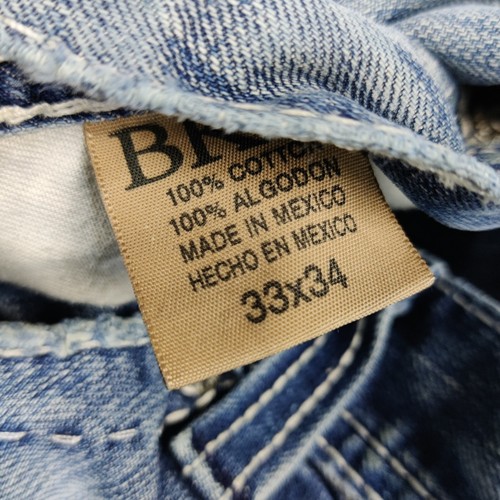 100% COTTON
100% ALGODON
MADE IN MEXICO
HECHO EN MEXICO
33x34